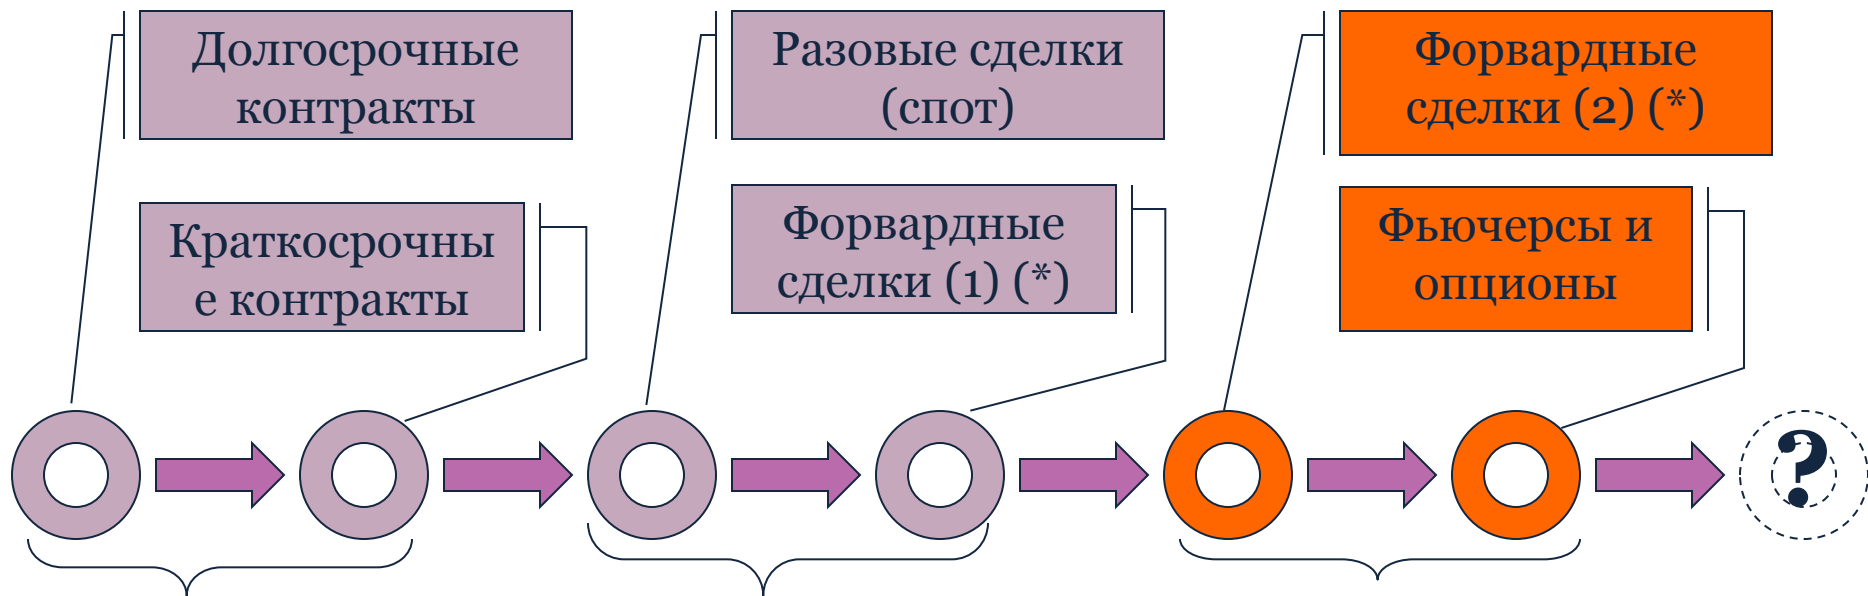 Долгосрочные
контракты
Краткосрочны
е контракты
Разовые сделки
(спот)
Форвардные
сделки (1) (*)
Форвардные
сделки (2) (*)
Фьючерсы и
опционы
?